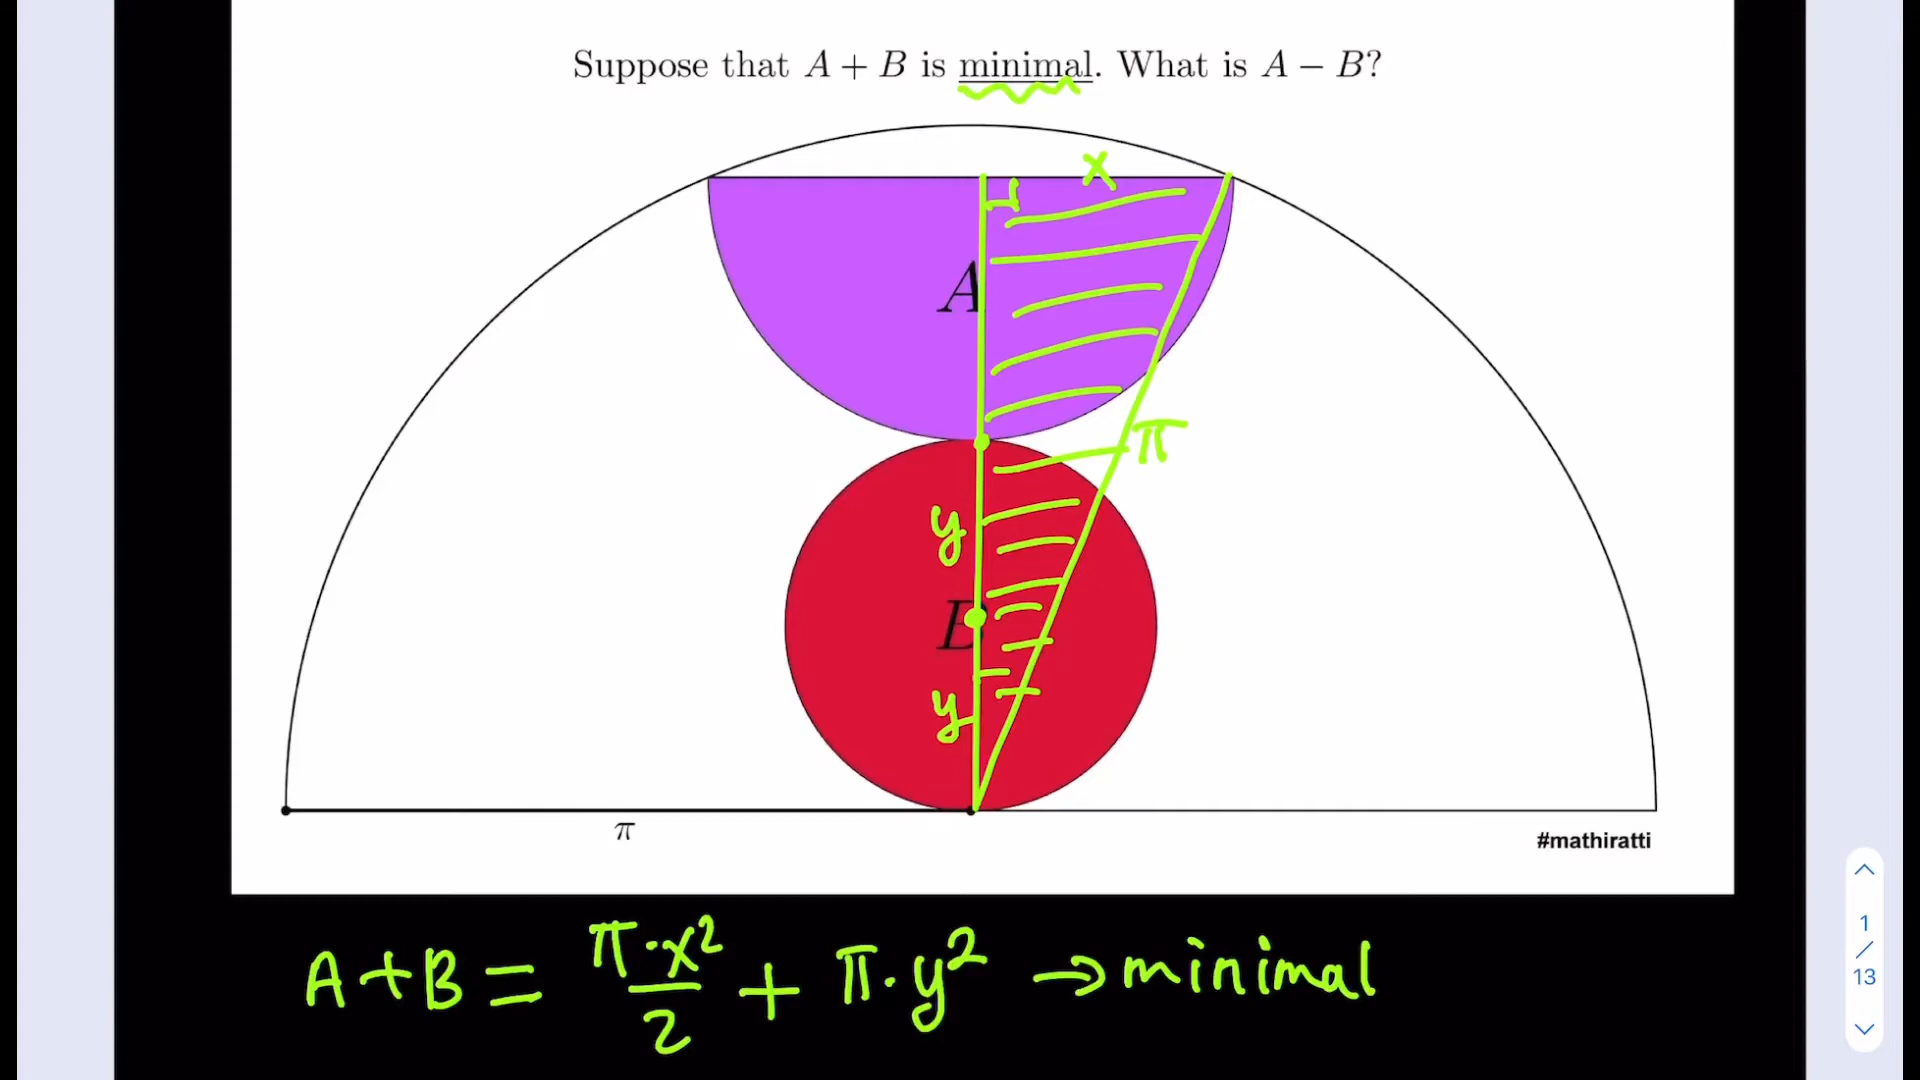 Suppose that A + B is minimal. What is A − B?
x
A
π
y
B
y
π
#mathiratti
A+B = π·x²/2 + π·y² → minimal
1
/
13